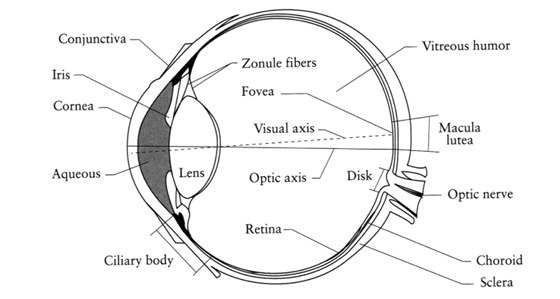 Conjunctiva
Iris
Cornea
Aqueous
Ciliary body
Zonule fibers
Fovea
Visual axis
Lens
Optic axis
Retina
Vitreous humor
Macula
lutea
Disk
Optic nerve
Choroid
Sclera